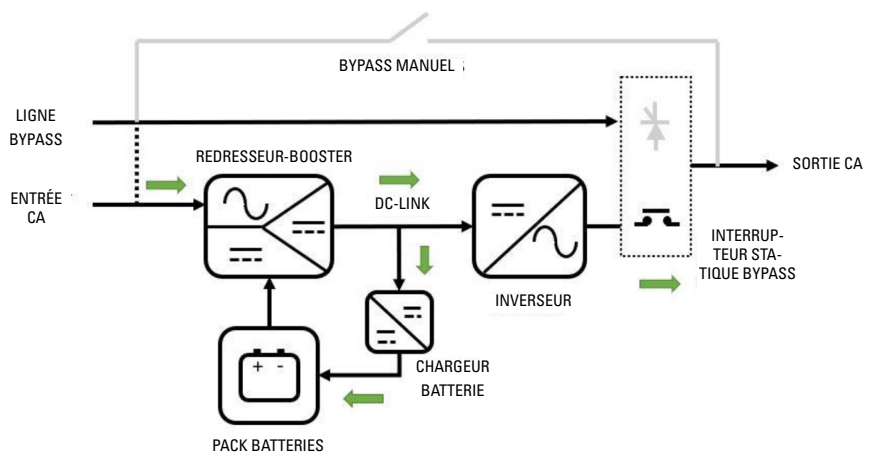 BYPASS MANUEL
LIGNE
BYPASS
REDRESSEUR-BOOSTER
SORTIE CA
ENTRÉE
CA
DC-LINK
INTERRUP-
TEUR STA-
TIQUE BYPASS
INVERSEUR
+ -
CHARGEUR
BATTERIE
PACK BATTERIES